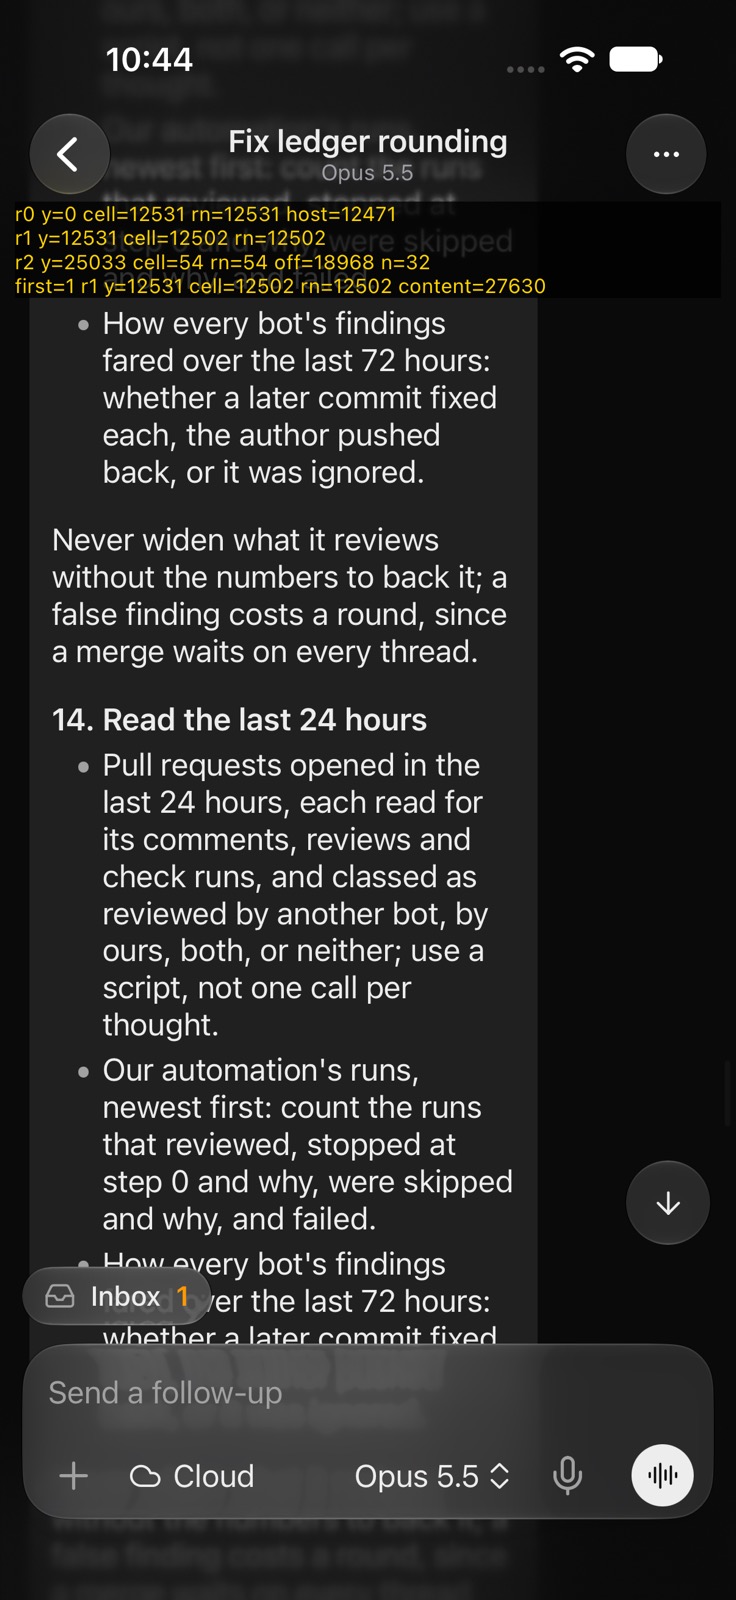 10:44
Fix ledger rounding
Opus 5.5
r0 y=0 cell=12531 rn=12531 host=12471
r1 y=12531 cell=12502 rn=12502
r2 y=25033 cell=54 rn=54 off=18968 n=32
first=1 r1 y=12531 cell=12502 rn=12502 content=27630
• How every bot's findings
fared over the last 72 hours:
whether a later commit fixed
each, the author pushed
back, or it was ignored.
Never widen what it reviews
without the numbers to back it; a
false finding costs a round, since
a merge waits on every thread.
14. Read the last 24 hours
• Pull requests opened in the
last 24 hours, each read for
its comments, reviews and
check runs, and classed as
reviewed by another bot, by
ours, both, or neither; use a
script, not one call per
thought.
• Our automation's runs,
newest first: count the runs
that reviewed, stopped at
step 0 and why, were skipped
and why, and failed.
• How every bot's findings
fared over the last 72 hours:
whether a later commit fixed
Inbox 1
Send a follow-up
Cloud
Opus 5.5